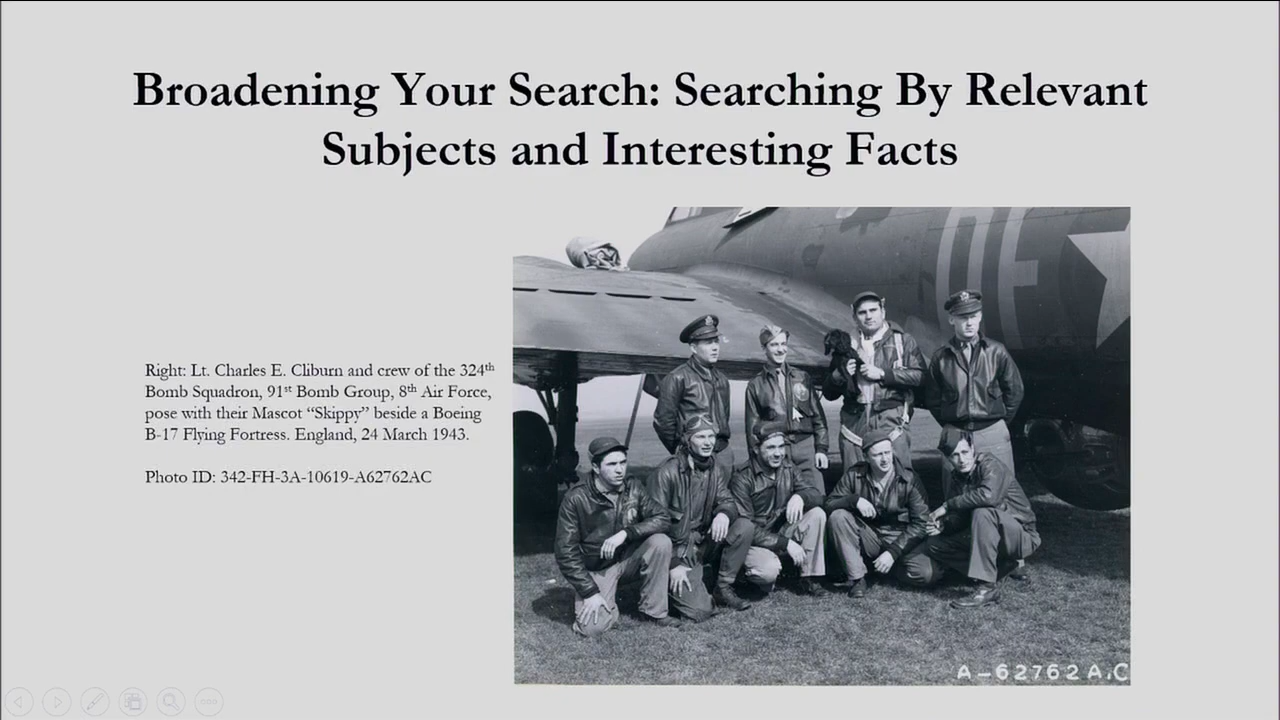 Broadening Your Search: Searching By Relevant
Subjects and Interesting Facts
Right: Lt. Charles E. Cliburn and crew of the 324th
Bomb Squadron, 91st Bomb Group, 8th Air Force,
pose with their Mascot “Skippy” beside a Boeing
B-17 Flying Fortress. England, 24 March 1943.
Photo ID: 342-FH-3A-10619-A62762AC
OF
A-62762A.C